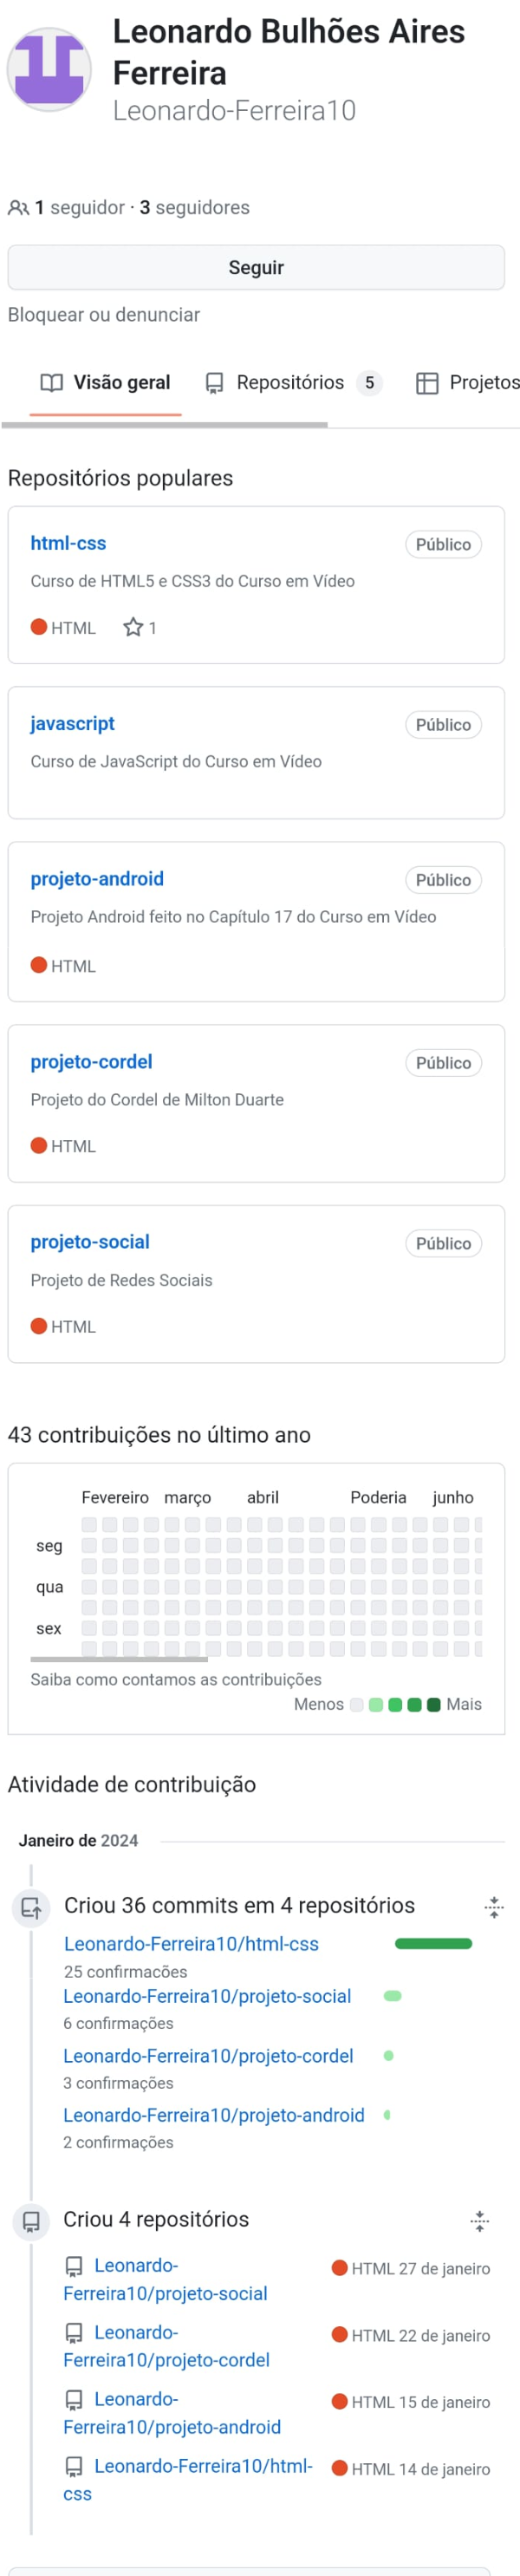 Leonardo Bulhões Aires
Ferreira
Leonardo-Ferreira10
1 seguidor · 3 seguidores
Seguir
Bloquear ou denunciar
Visão geral Repositórios 5 Projetos
Repositórios populares
html-css Público
Curso de HTML5 e CSS3 do Curso em Vídeo
HTML 1
javascript Público
Curso de JavaScript do Curso em Vídeo
projeto-android Público
Projeto Android feito no Capítulo 17 do Curso em Vídeo
HTML
projeto-cordel Público
Projeto do Cordel de Milton Duarte
HTML
projeto-social Público
Projeto de Redes Sociais
HTML
43 contribuições no último ano
Fevereiro março abril Poderia junho
seg
qua
sex
Saiba como contamos as contribuições
Menos Mais
Atividade de contribuição
Janeiro de 2024
Criou 36 commits em 4 repositórios
Leonardo-Ferreira10/html-css
25 confirmacões
Leonardo-Ferreira10/projeto-social
6 confirmações
Leonardo-Ferreira10/projeto-cordel
3 confirmações
Leonardo-Ferreira10/projeto-android
2 confirmações
Criou 4 repositórios
Leonardo- HTML 27 de janeiro
Ferreira10/projeto-social
Leonardo- HTML 22 de janeiro
Ferreira10/projeto-cordel
Leonardo- HTML 15 de janeiro
Ferreira10/projeto-android
Leonardo-Ferreira10/html- HTML 14 de janeiro
css